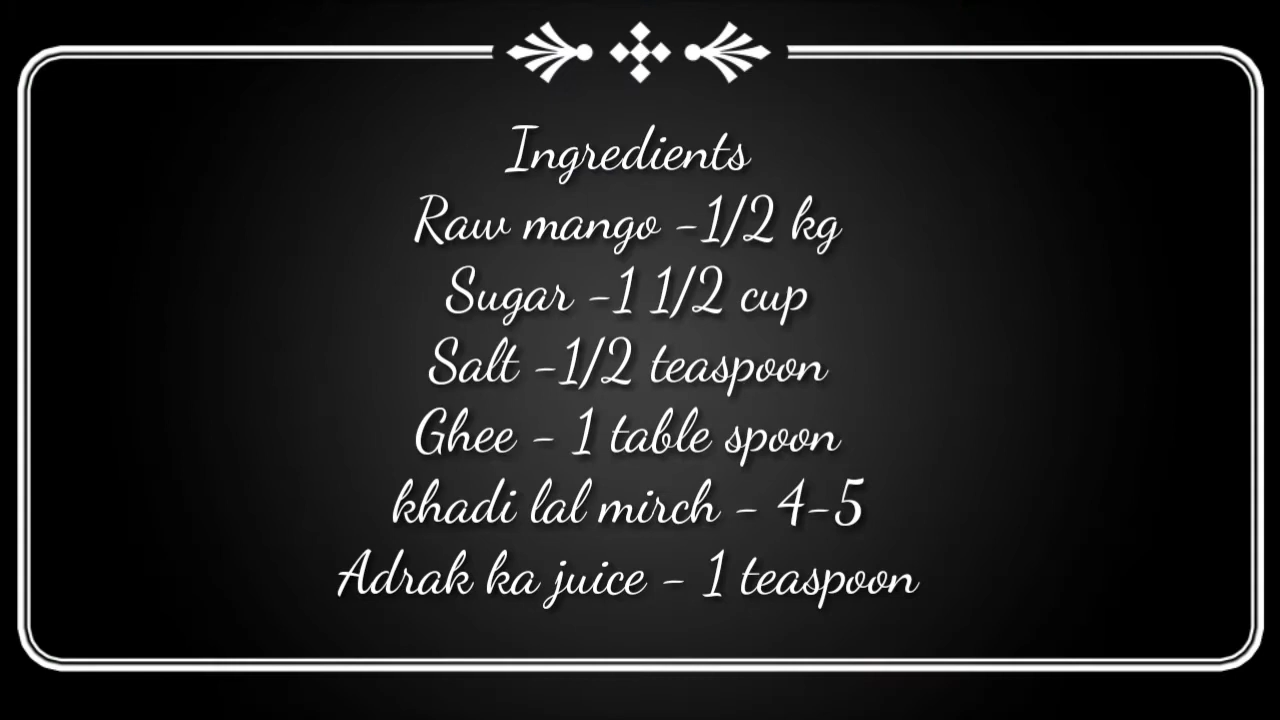 Ingredients
Raw mango -1/2 kg
Sugar -1 1/2 cup
Salt -1/2 teaspoon
Ghee - 1 table spoon
khadi lal mirch - 4-5
Adrak ka juice - 1 teaspoon